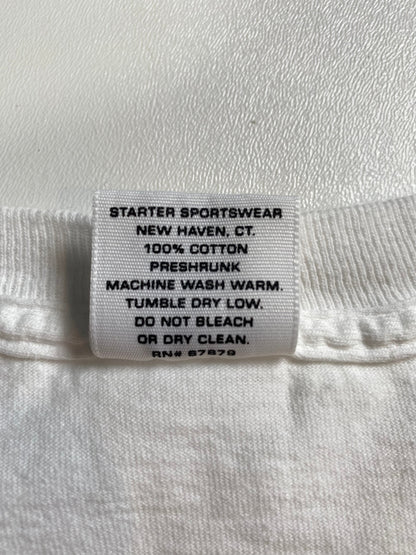 STARTER SPORTSWEAR
NEW HAVEN, CT.
100% COTTON
PRESHRUNK
MACHINE WASH WARM.
TUMBLE DRY LOW.
DO NOT BLEACH
OR DRY CLEAN.
RN# 67879